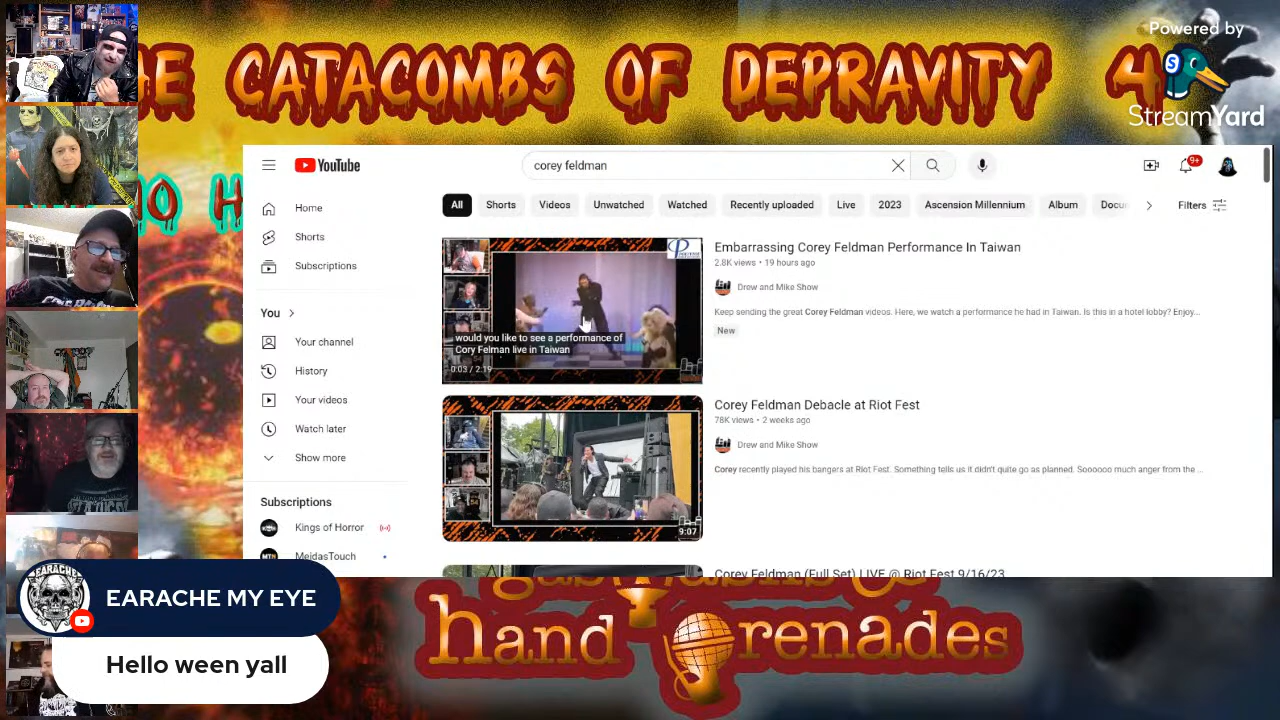 E CATACOMBS OF DEPRAVITY 4
Powered by
StreamYard
YouTube
corey feldman
9+
All
Shorts
Videos
Unwatched
Watched
Recently uploaded
Live
2023
Ascension Millennium
Album
Docu
Filters
Home
Shorts
Subscriptions
You
Your channel
History
Your videos
Watch later
Show more
Subscriptions
Kings of Horror
MeidasTouch
would you like to see a performance of
Cory Felman live in Taiwan
0:03 / 2:19
Embarrassing Corey Feldman Performance In Taiwan
2.8K views • 19 hours ago
Drew and Mike Show
Keep sending the great Corey Feldman videos. Here, we watch a performance he had in Taiwan. Is this in a hotel lobby? Enjoy...
New
9:07
Corey Feldman Debacle at Riot Fest
78K views • 2 weeks ago
Drew and Mike Show
Corey recently played his bangers at Riot Fest. Something tells us it didn't quite go as planned. Soooooo much anger from the ...
Corey Feldman (Full Set) LIVE @ Riot Fest 9/16/23
hand grenades
EARACHE MY EYE
Hello ween yall